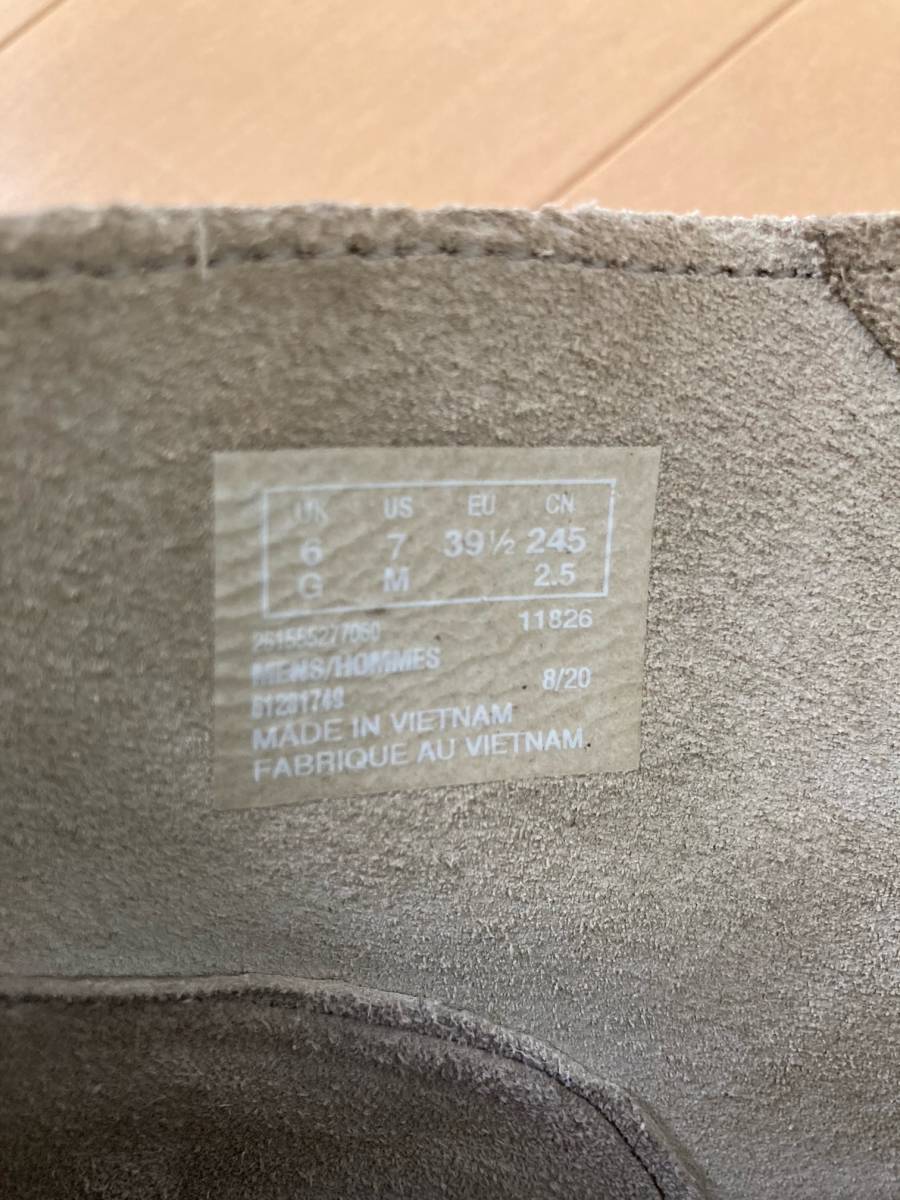 UK US EU CN
6 7 39½ 245
G M 2.5
261555277060 11826
MENS/HOMMES
8/20
MADE IN VIETNAM
FABRIQUE AU VIETNAM